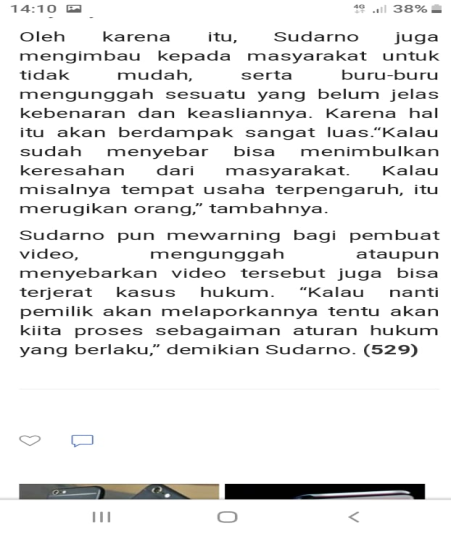 14:10 4G 38%
Oleh karena itu, Sudarno juga
mengimbau kepada masyarakat untuk
tidak mudah, serta buru-buru
mengunggah sesuatu yang belum jelas
kebenaran dan keasliannya. Karena hal
itu akan berdampak sangat luas.“Kalau
sudah menyebar bisa menimbulkan
keresahan dari masyarakat. Kalau
misalnya tempat usaha terpengaruh, itu
merugikan orang,” tambahnya.
Sudarno pun mewarning bagi pembuat
video, mengunggah ataupun
menyebarkan video tersebut juga bisa
terjerat kasus hukum. “Kalau nanti
pemilik akan melaporkannya tentu akan
kiita proses sebagaiman aturan hukum
yang berlaku,” demikian Sudarno. (529)